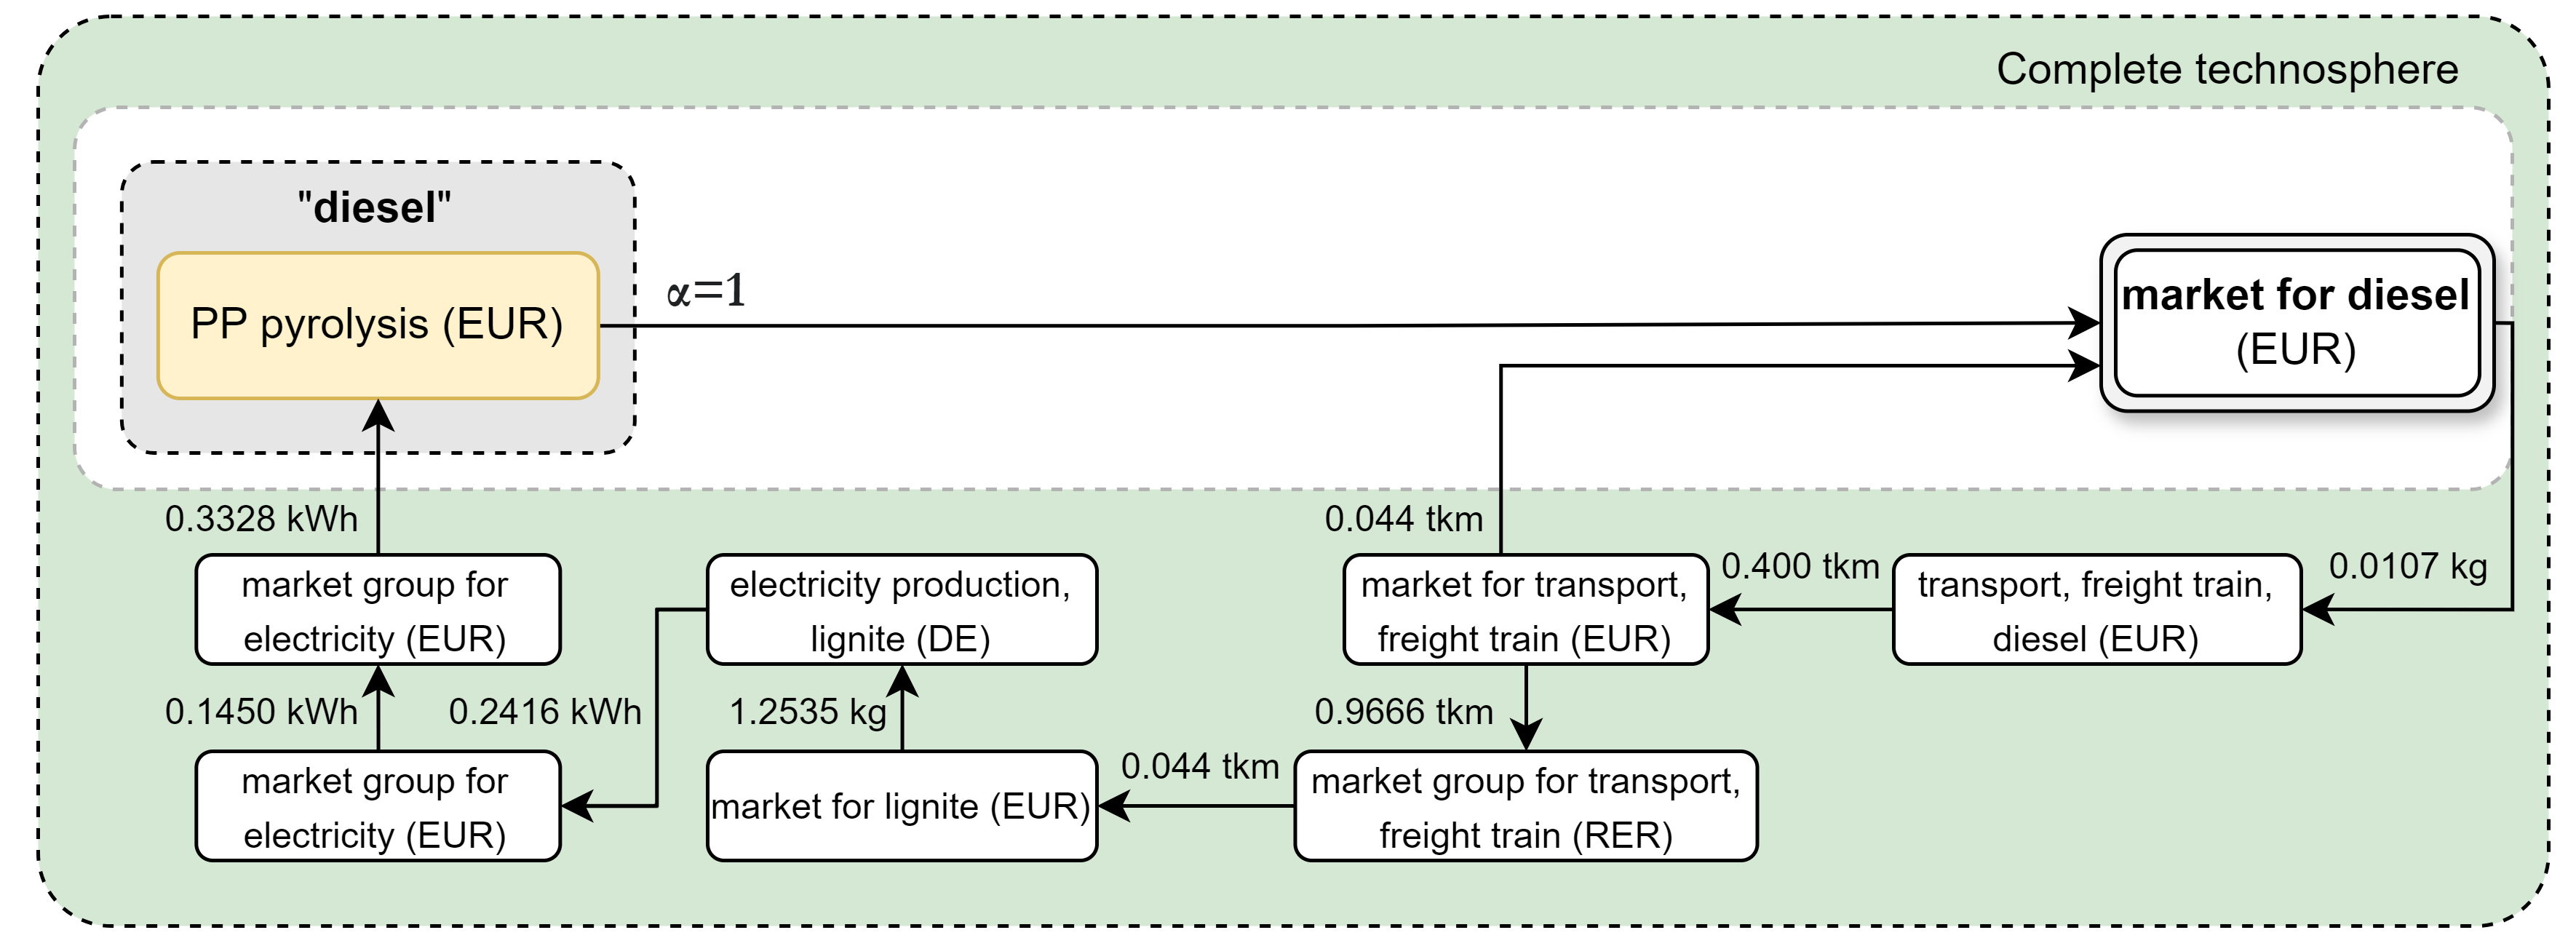 Complete technosphere
"diesel"
PP pyrolysis (EUR)
α=1
market for diesel
(EUR)
0.3328 kWh
0.044 tkm
market group for
electricity (EUR)
electricity production,
lignite (DE)
market for transport,
freight train (EUR)
0.400 tkm
transport, freight train,
diesel (EUR)
0.0107 kg
0.1450 kWh
0.2416 kWh
1.2535 kg
0.9666 tkm
market group for
electricity (EUR)
market for lignite (EUR)
0.044 tkm
market group for transport,
freight train (RER)